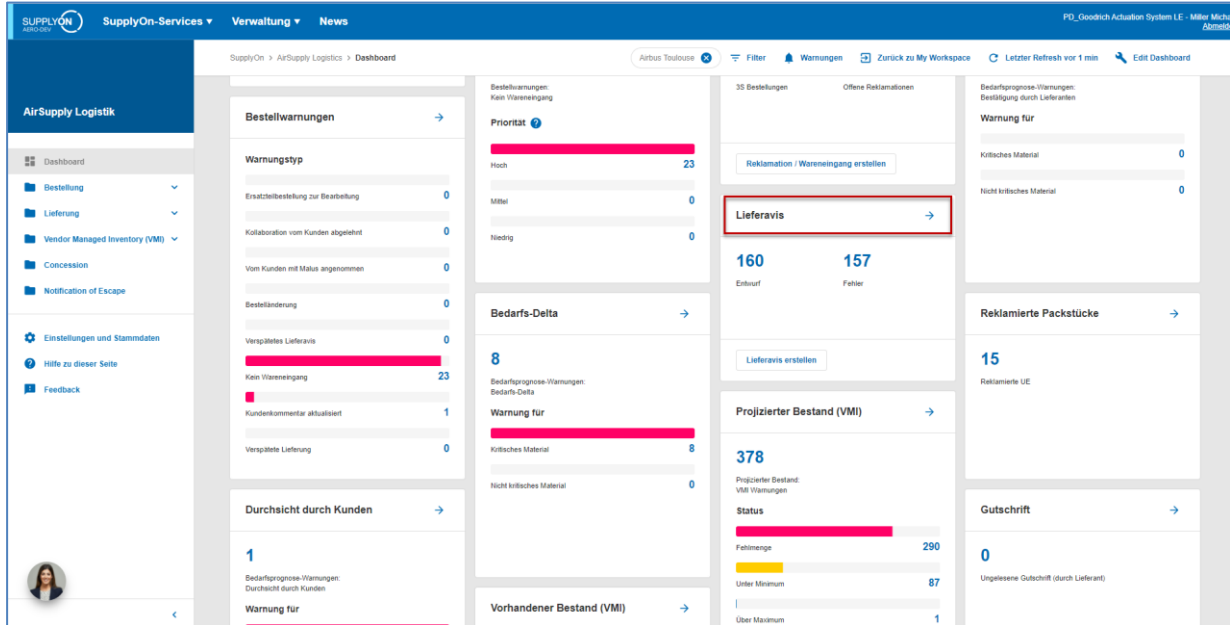 SUPPLYON
AERO-DEV
SupplyOn-Services
Verwaltung
News
PD_Goodrich Actuation System LE - Miller Micha
Abmelde
SupplyOn > AirSupply Logistics > Dashboard
Airbus Toulouse
Filter
Warnungen
Zurück zu My Workspace
Letzter Refresh vor 1 min
Edit Dashboard
AirSupply Logistik
Dashboard
Bestellung
Lieferung
Vendor Managed Inventory (VMI)
Concession
Notification of Escape
Einstellungen und Stammdaten
Hilfe zu dieser Seite
Feedback
Bestellwarnungen
Warnungstyp
Ersatzteilbestellung zur Bearbeitung 0
Kollaboration vom Kunden abgelehnt 0
Vom Kunden mit Malus angenommen 0
Bestelländerung 0
Verspätetes Lieferavis 0
Kein Wareneingang 23
Kundenkommentar aktualisiert 1
Verspätete Lieferung 0
Durchsicht durch Kunden
1
Bedarfsprognose-Warnungen:
Durchsicht durch Kunden
Warnung für
Bestellwarnungen:
Kein Wareneingang
Priorität
Hoch 23
Mittel 0
Niedrig 0
Bedarfs-Delta
8
Bedarfsprognose-Warnungen:
Bedarfs-Delta
Warnung für
Kritisches Material 8
Nicht kritisches Material 0
Vorhandener Bestand (VMI)
3S Bestellungen Offene Reklamationen
Reklamation / Wareneingang erstellen
Lieferavis
160 157
Entwurf Fehler
Lieferavis erstellen
Projizierter Bestand (VMI)
378
Projizierter Bestand:
VMI Warnungen
Status
Fehlmenge 290
Unter Minimum 87
Über Maximum 1
Bedarfsprognose-Warnungen:
Bestätigung durch Lieferanten
Warnung für
Kritisches Material 0
Nicht kritisches Material 0
Reklamierte Packstücke
15
Reklamierte UE
Gutschrift
0
Ungelesene Gutschrift (durch Lieferant)